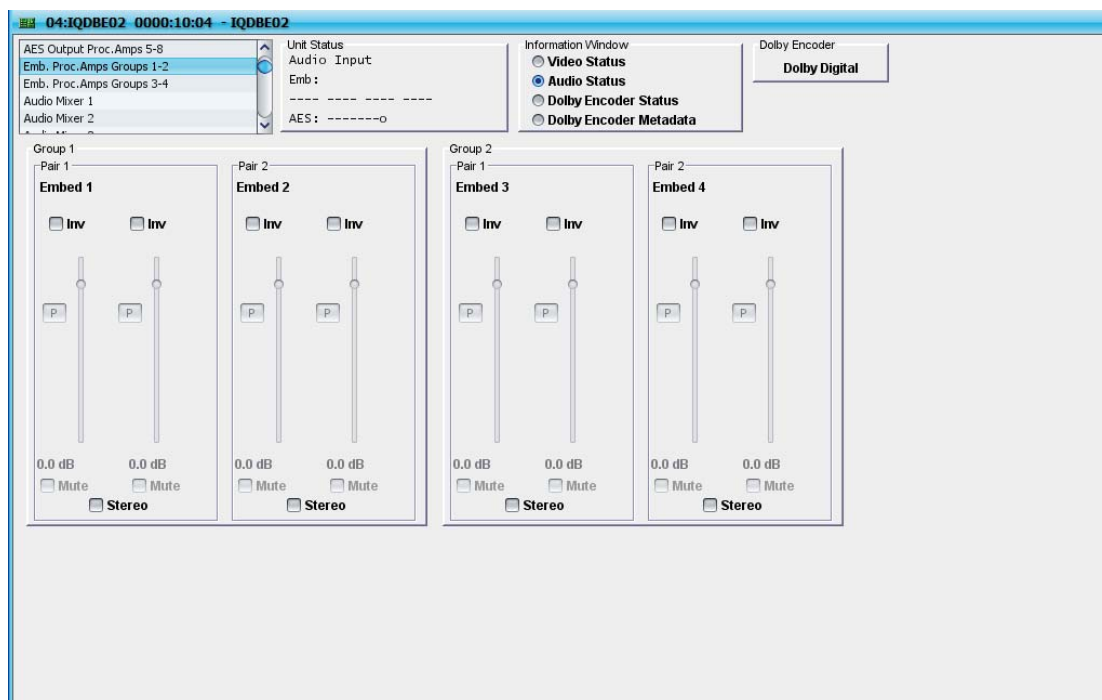 04:IQDBE02 0000:10:04 - IQDBE02
AES Output Proc.Amps 5-8
Emb. Proc.Amps Groups 1-2
Emb. Proc.Amps Groups 3-4
Audio Mixer 1
Audio Mixer 2
Unit Status
Audio Input
Emb:
---- ---- ---- ----
AES: -------o
Information Window
Video Status
Audio Status
Dolby Encoder Status
Dolby Encoder Metadata
Dolby Encoder
Dolby Digital
Group 1
Pair 1
Embed 1
Inv Inv
P P
0.0 dB 0.0 dB
Mute Mute
Stereo
Pair 2
Embed 2
Inv Inv
P P
0.0 dB 0.0 dB
Mute Mute
Stereo
Group 2
Pair 1
Embed 3
Inv Inv
P P
0.0 dB 0.0 dB
Mute Mute
Stereo
Pair 2
Embed 4
Inv Inv
P P
0.0 dB 0.0 dB
Mute Mute
Stereo